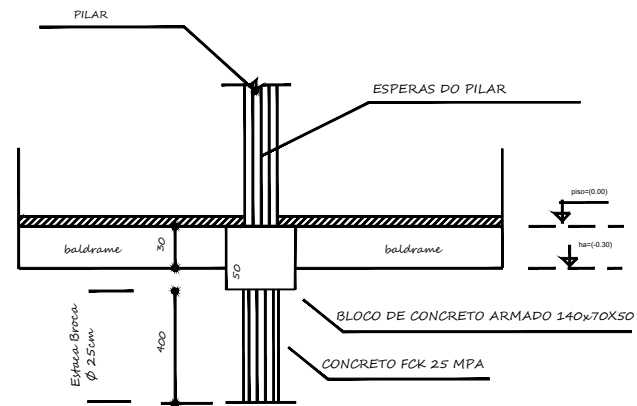 PILAR
ESPERAS DO PILAR
piso=(0.00)
baldrame
30
baldrame
ha=(-0.30)
50
BLOCO DE CONCRETO ARMADO 140x70X50
Estaca Broca
Ø 25cm
400
CONCRETO FCK 25 MPA